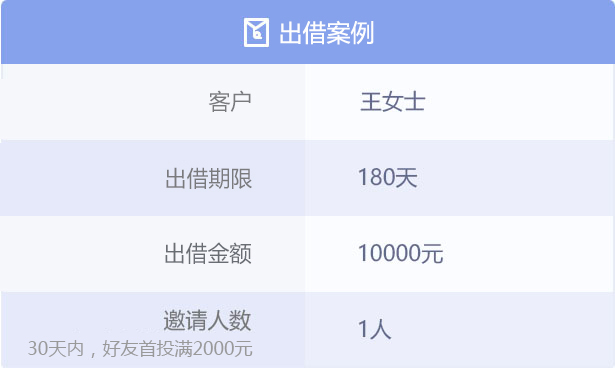 出借案例
客户 王女士
出借期限 180天
出借金额 10000元
邀请人数 1人
30天内，好友首投满2000元